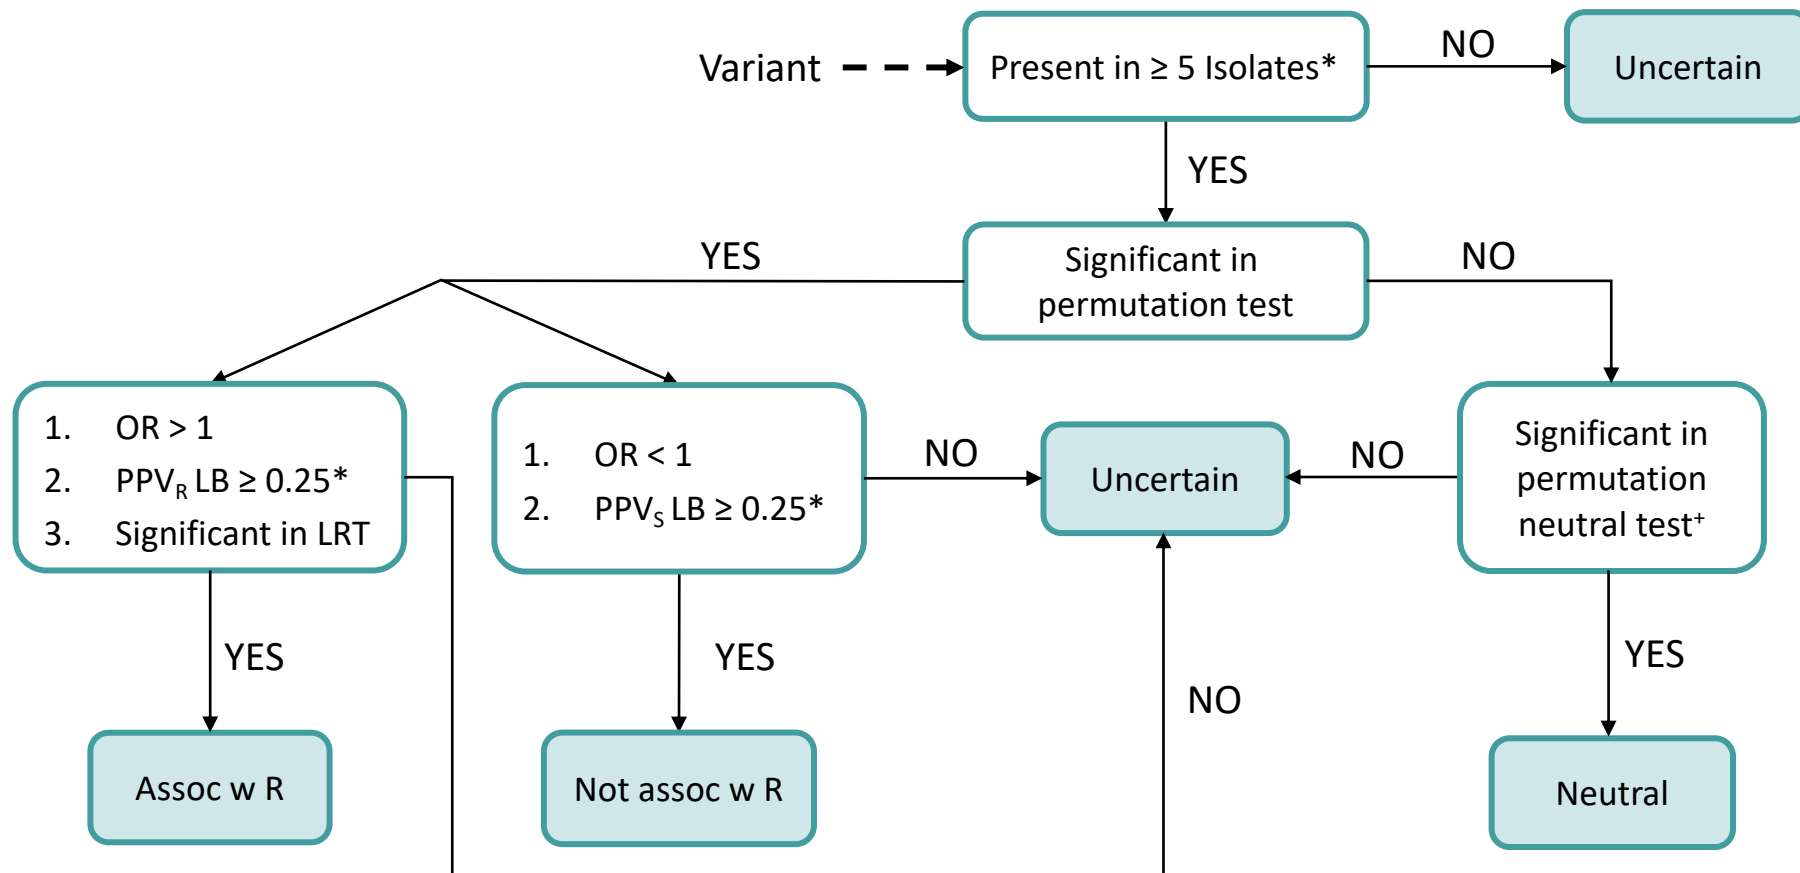 Variant
Present in ≥ 5 Isolates*
NO
Uncertain
YES
YES
Significant in
permutation test
NO
1. OR > 1
2. PPV_R LB ≥ 0.25*
3. Significant in LRT
1. OR < 1
2. PPV_S LB ≥ 0.25*
NO
Uncertain
NO
Significant in
permutation
neutral test⁺
YES
YES
NO
YES
Assoc w R
Not assoc w R
Neutral